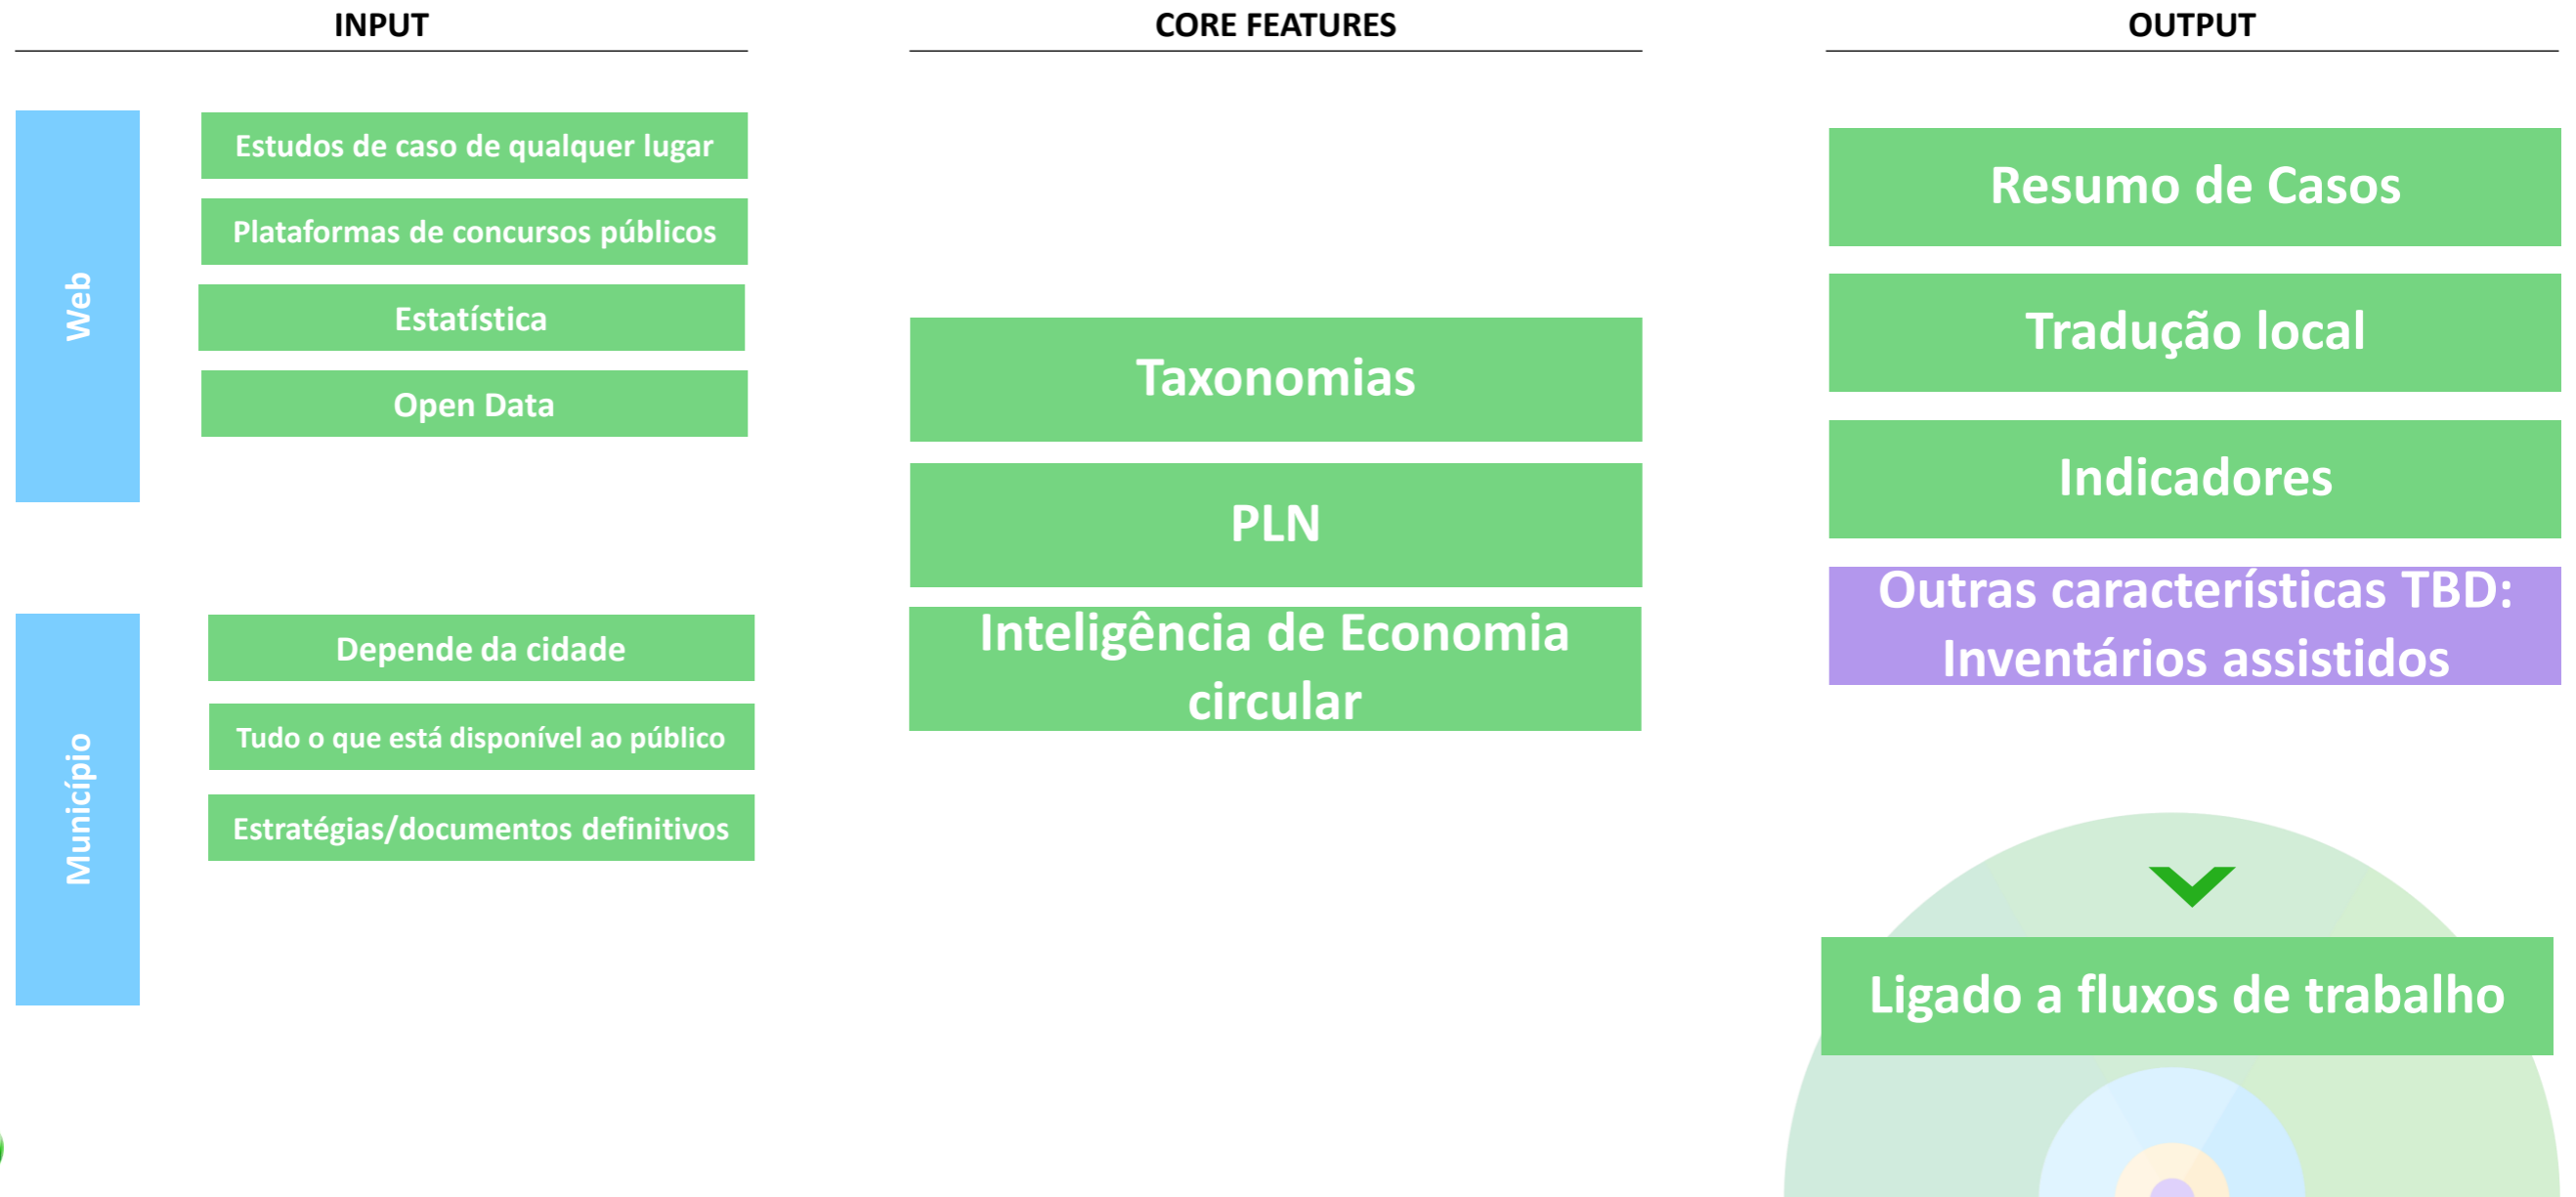 INPUT
Web
Estudos de caso de qualquer lugar
Plataformas de concursos públicos
Estatística
Open Data
Município
Depende da cidade
Tudo o que está disponível ao público
Estratégias/documentos definitivos
CORE FEATURES
Taxonomias
PLN
Inteligência de Economia
circular
OUTPUT
Resumo de Casos
Tradução local
Indicadores
Outras características TBD:
Inventários assistidos
Ligado a fluxos de trabalho